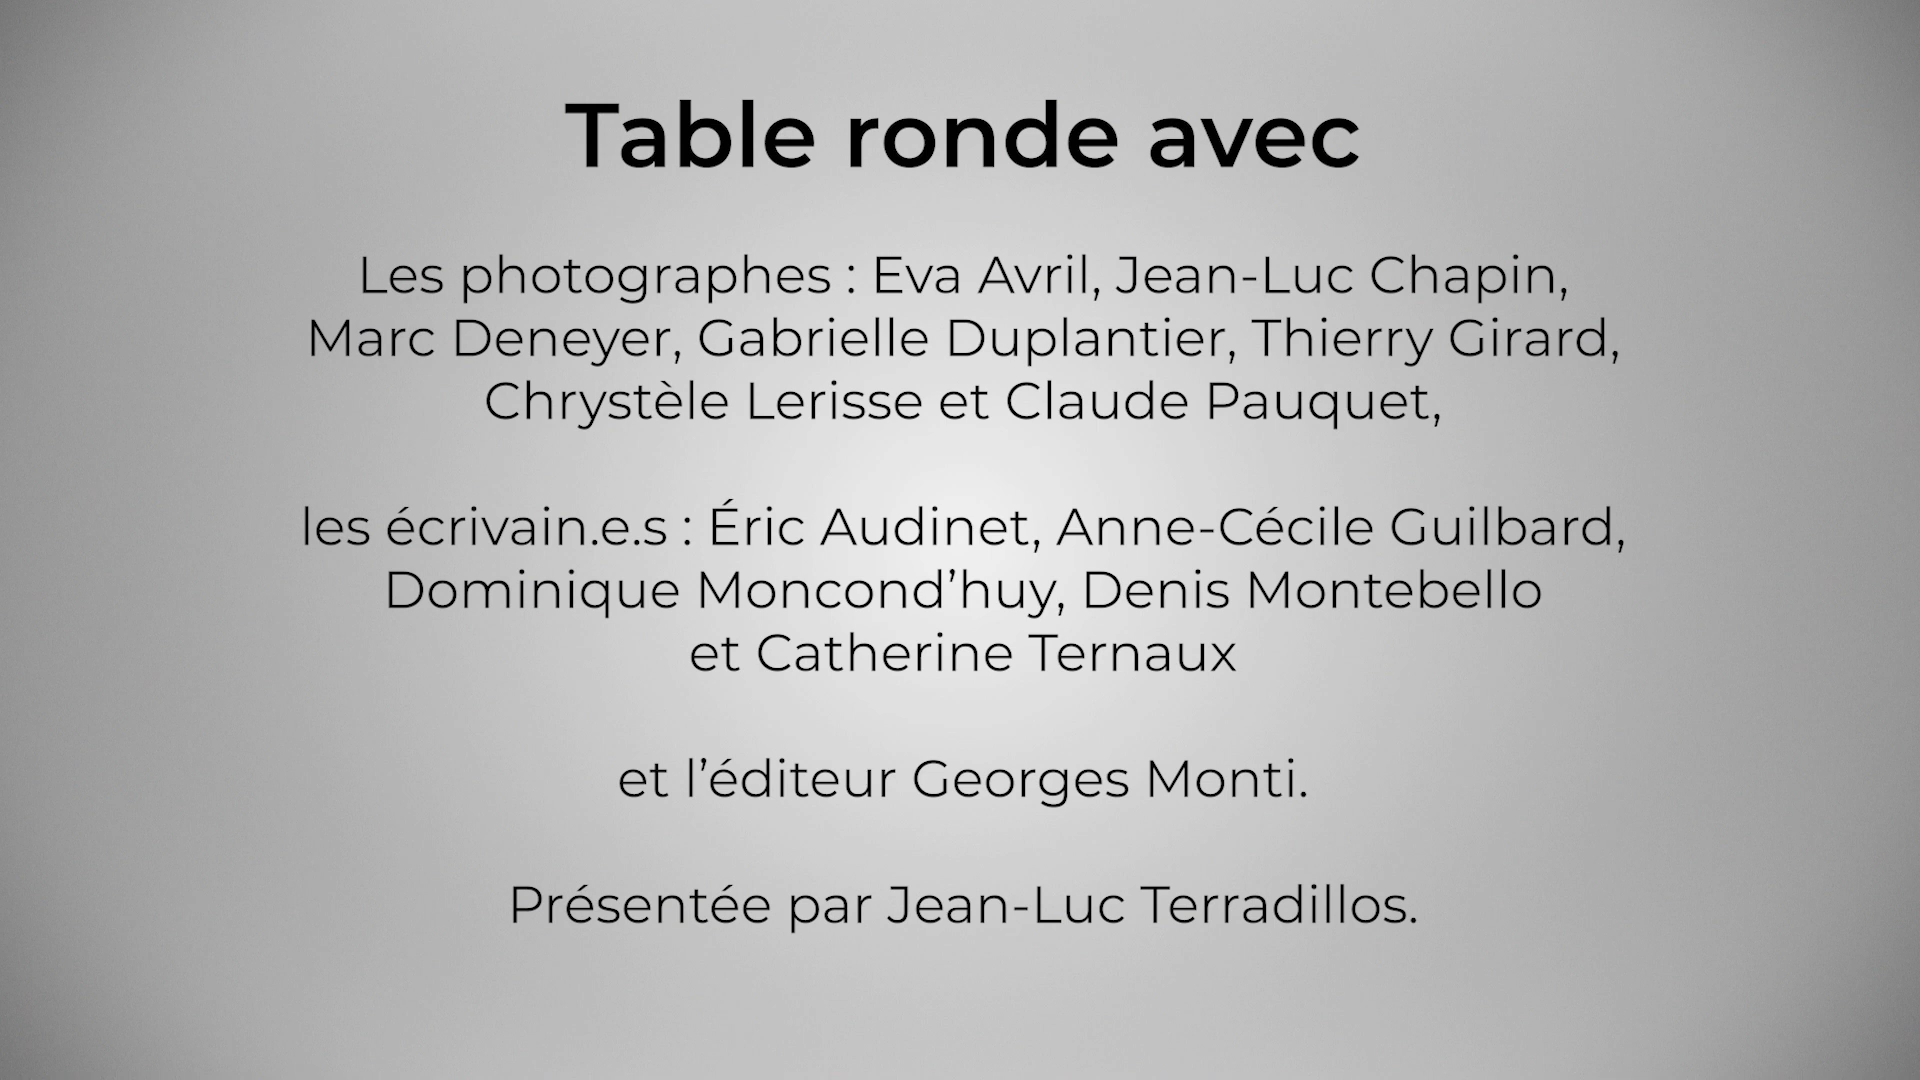 Table ronde avec
Les photographes : Eva Avril, Jean-Luc Chapin,
Marc Deneyer, Gabrielle Duplantier, Thierry Girard,
Chrystèle Lerisse et Claude Pauquet,
les écrivain.e.s : Éric Audinet, Anne-Cécile Guilbard,
Dominique Moncond’huy, Denis Montebello
et Catherine Ternaux
et l’éditeur Georges Monti.
Présentée par Jean-Luc Terradillos.